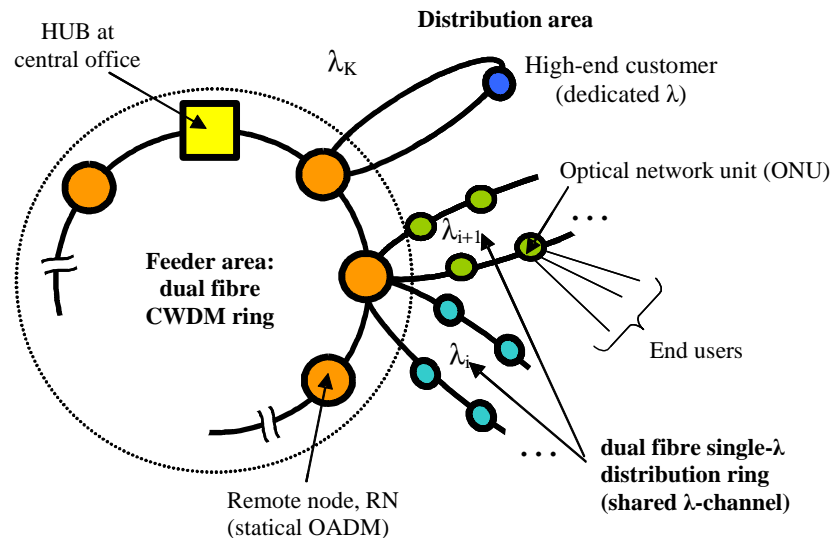 Distribution area
HUB at
central office
λK
High-end customer
(dedicated λ)
Optical network unit (ONU)
...
λi+1
Feeder area:
dual fibre
CWDM ring
End users
λi
...
dual fibre single-λ
distribution ring
(shared λ-channel)
Remote node, RN
(statical OADM)